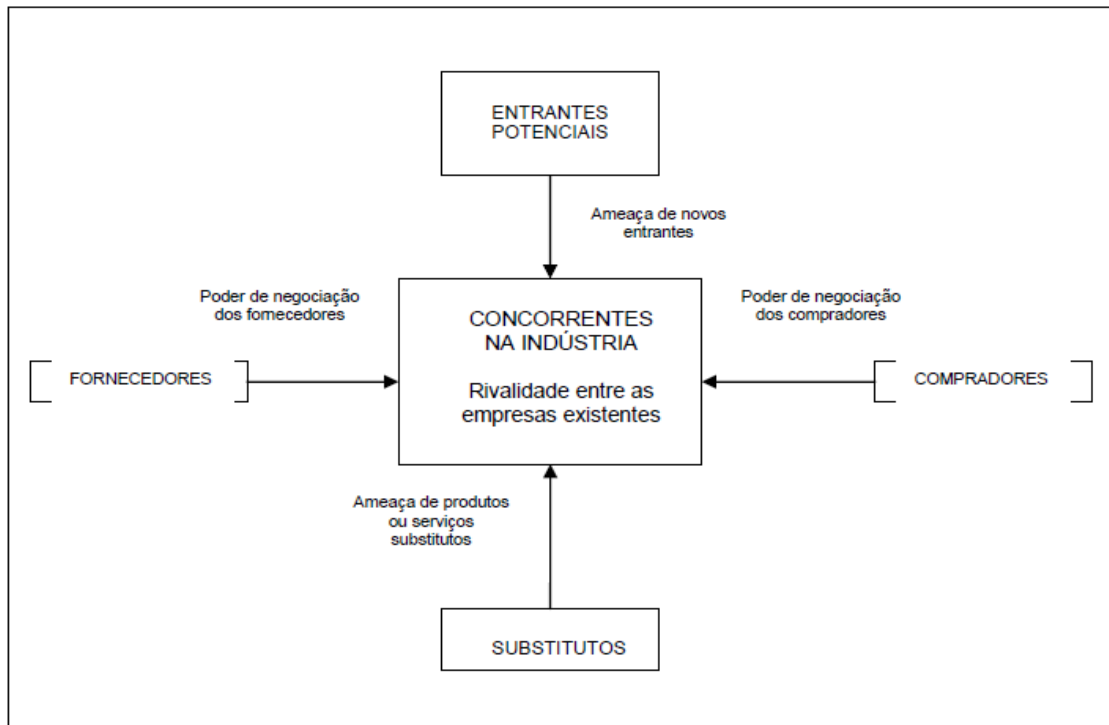 ENTRANTES
POTENCIAIS
Ameaça de novos
entrantes
Poder de negociação
dos fornecedores
Poder de negociação
dos compradores
CONCORRENTES
NA INDÚSTRIA
Rivalidade entre as
empresas existentes
FORNECEDORES
COMPRADORES
Ameaça de produtos
ou serviços
substitutos
SUBSTITUTOS